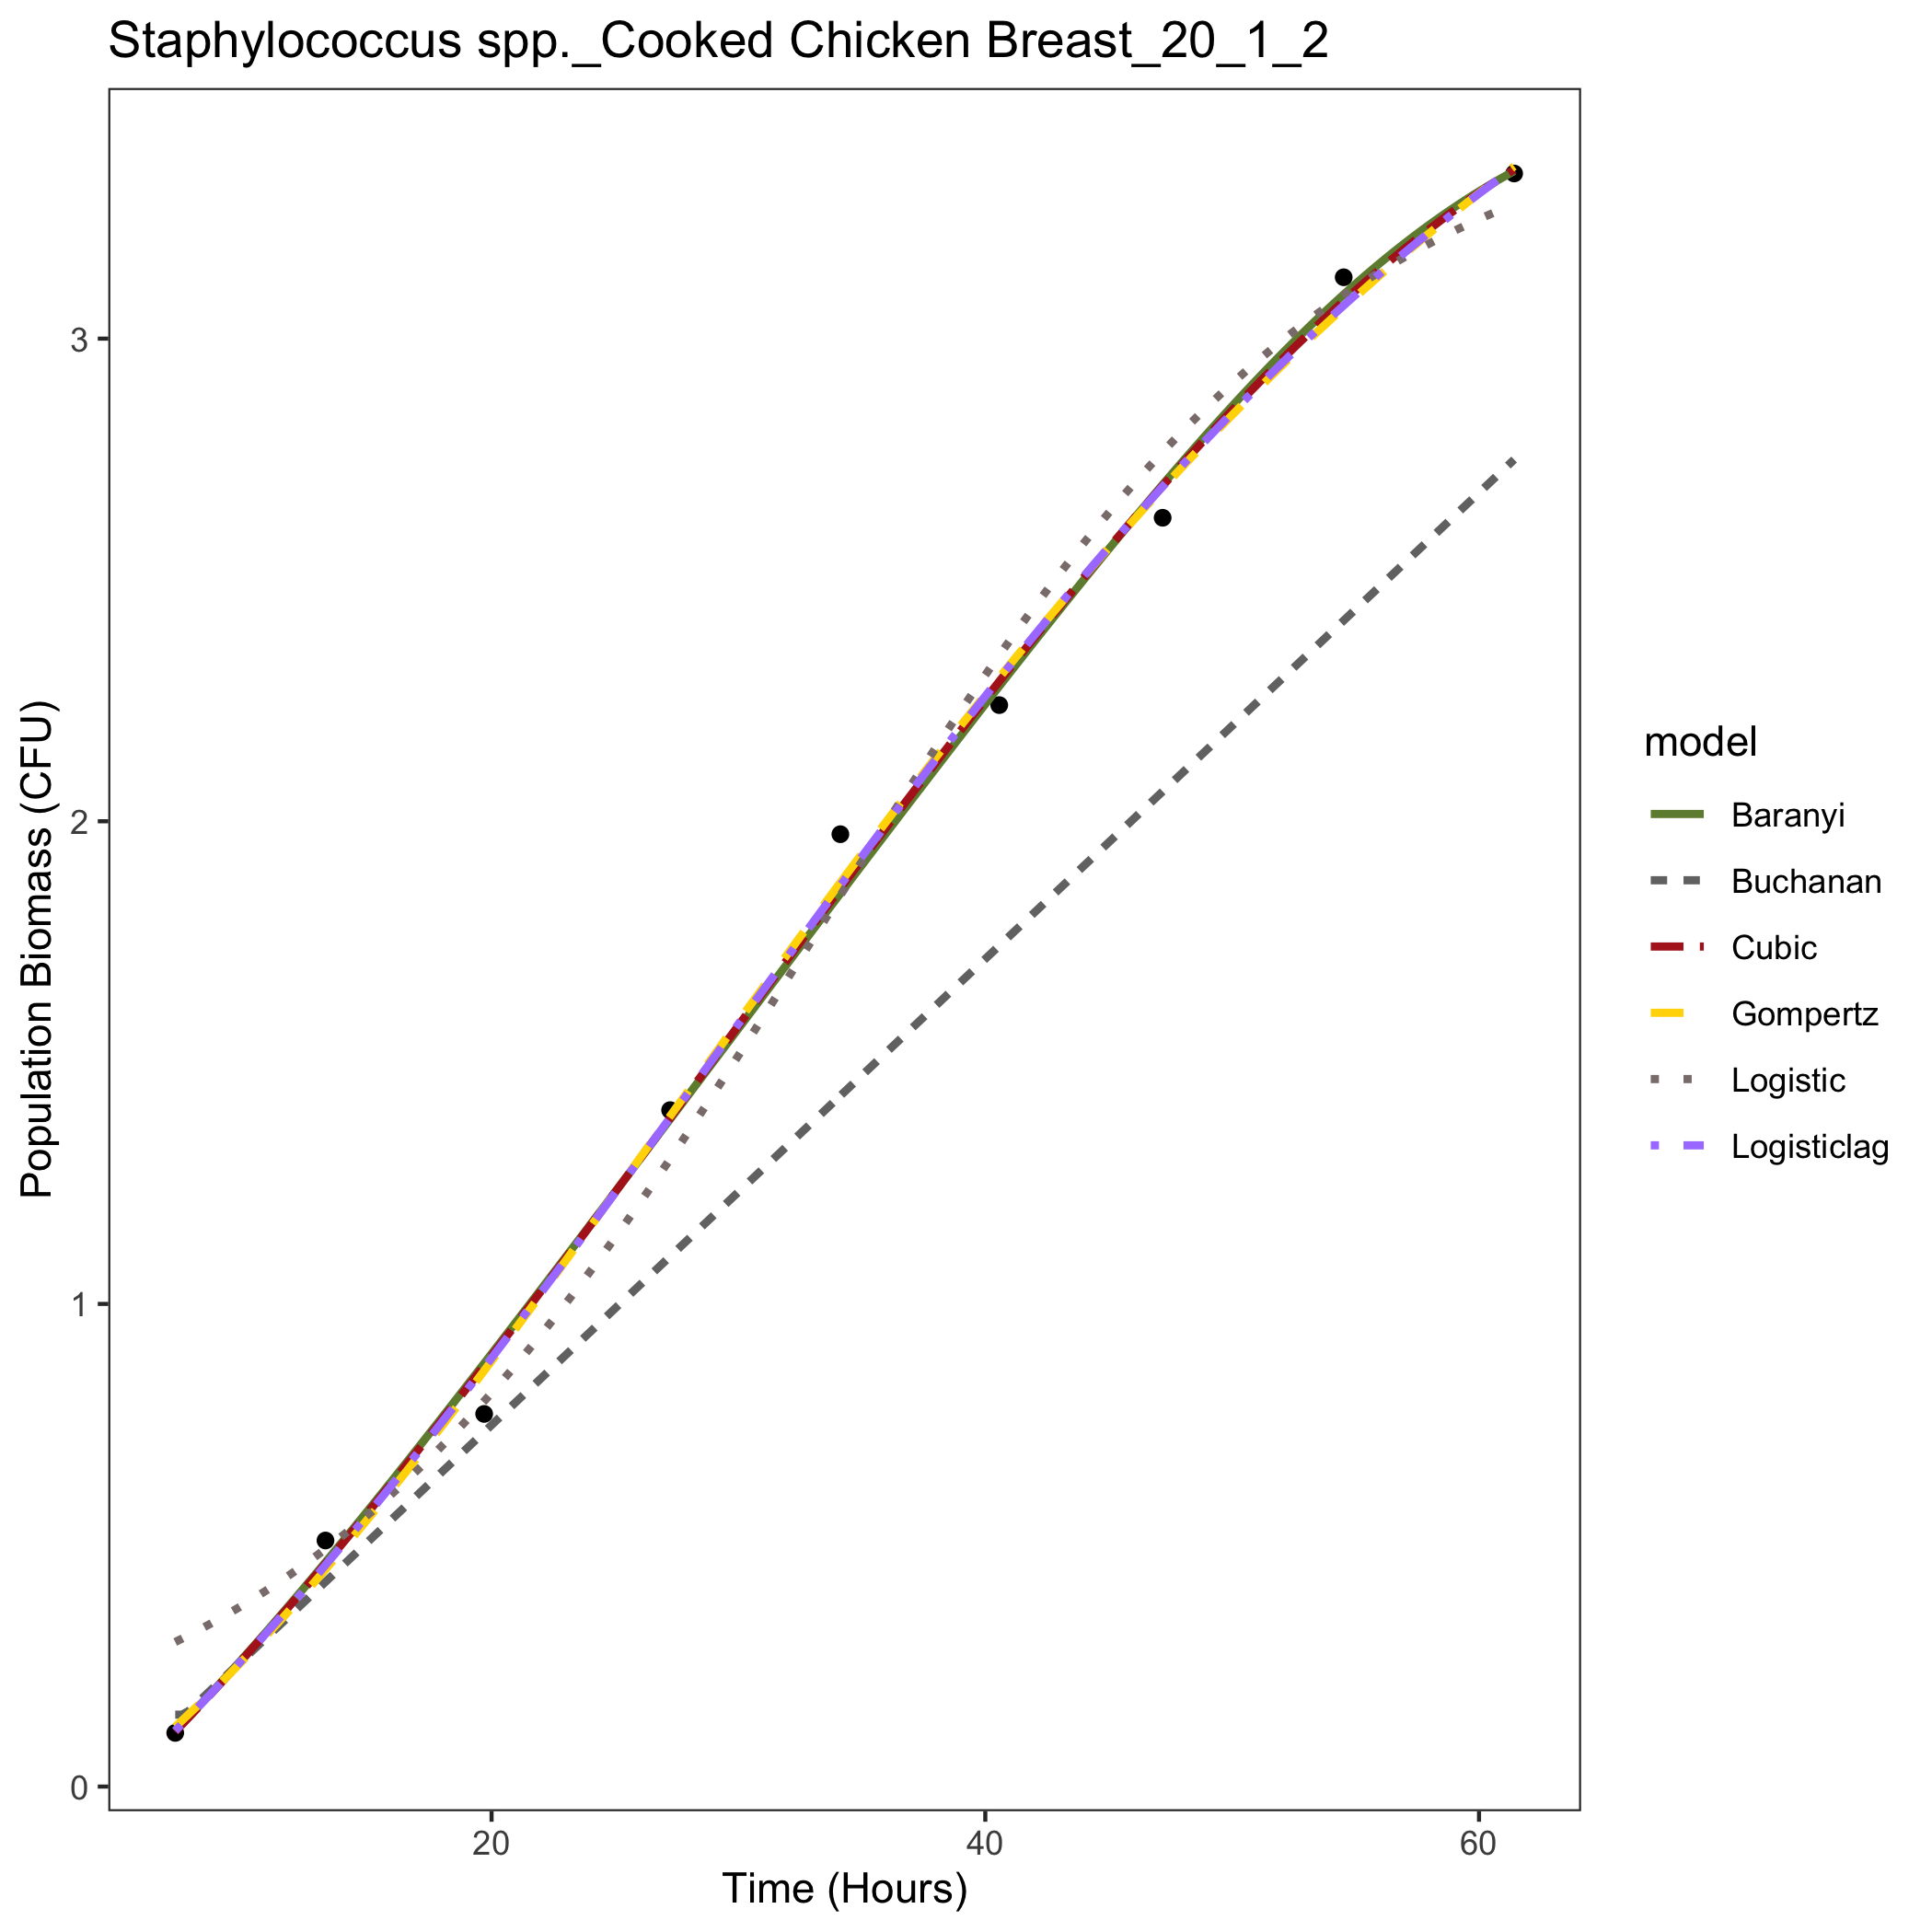 Staphylococcus spp._Cooked Chicken Breast_20_1_2
Population Biomass (CFU)
3
2
1
0
20 40 60
Time (Hours)
model
Baranyi
Buchanan
Cubic
Gompertz
Logistic
Logisticlag